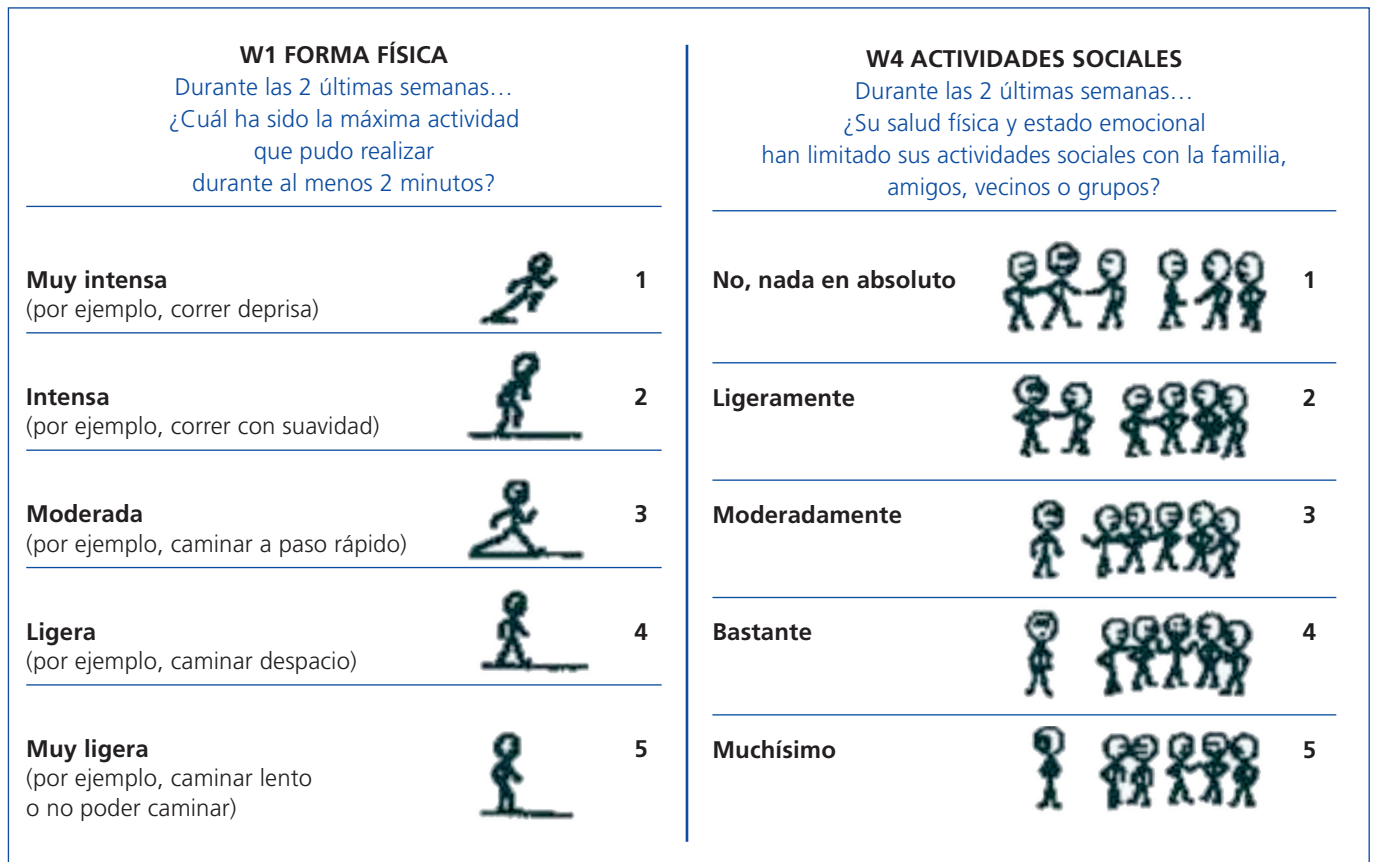 W1 FORMA FÍSICA
Durante las 2 últimas semanas…
¿Cuál ha sido la máxima actividad
que pudo realizar
durante al menos 2 minutos?
Muy intensa 1
(por ejemplo, correr deprisa)
Intensa 2
(por ejemplo, correr con suavidad)
Moderada 3
(por ejemplo, caminar a paso rápido)
Ligera 4
(por ejemplo, caminar despacio)
Muy ligera 5
(por ejemplo, caminar lento
o no poder caminar)
W4 ACTIVIDADES SOCIALES
Durante las 2 últimas semanas…
¿Su salud física y estado emocional
han limitado sus actividades sociales con la familia,
amigos, vecinos o grupos?
No, nada en absoluto 1
Ligeramente 2
Moderadamente 3
Bastante 4
Muchísimo 5